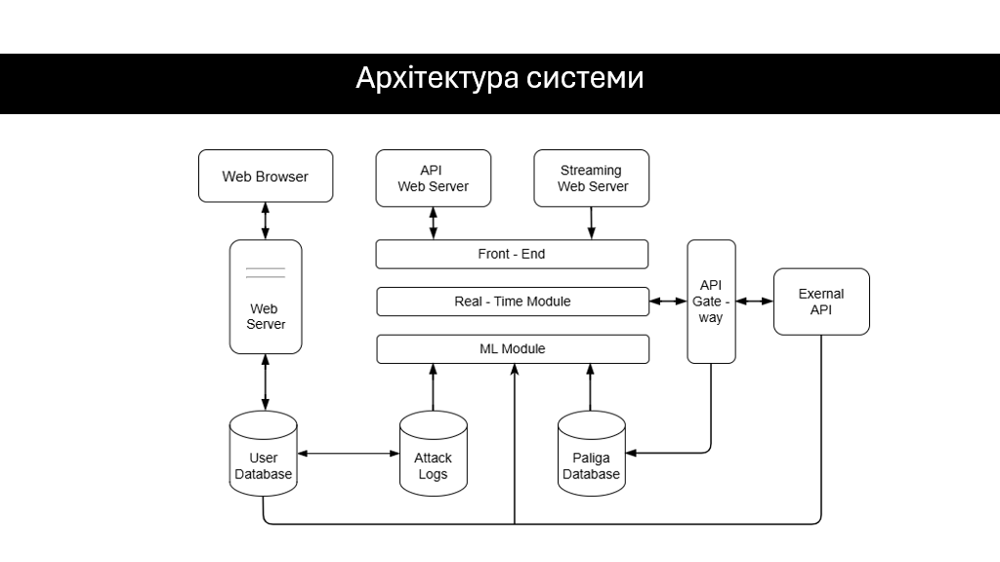 Архітектура системи
Web Browser
API
Web Server
Streaming
Web Server
Front - End
Web
Server
Real - Time Module
API
Gate -
way
Exernal
API
ML Module
User
Database
Attack
Logs
Paliga
Database